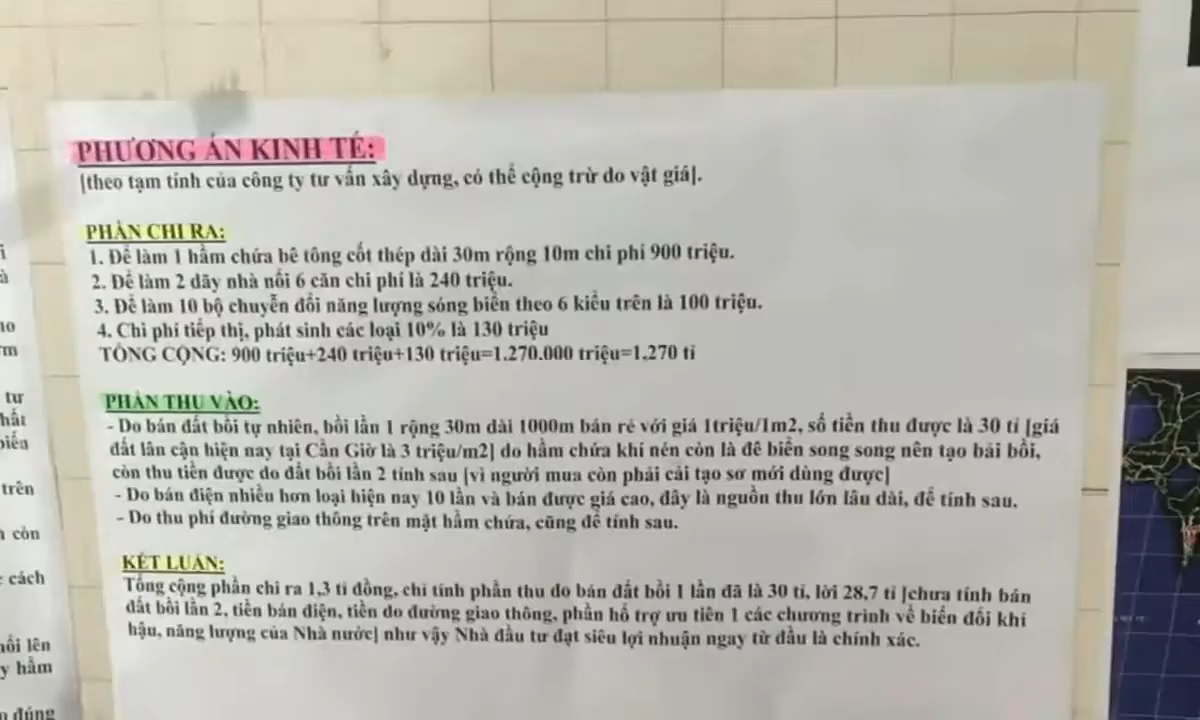 PHƯƠNG ÁN KINH TẾ:
[theo tạm tính của công ty tư vấn xây dựng, có thể cộng trừ do vật giá].
PHẦN CHI RA:
1. Để làm 1 hầm chứa bê tông cốt thép dài 30m rộng 10m chi phí 900 triệu.
2. Để làm 2 dãy nhà nổi 6 căn chi phí là 240 triệu.
3. Để làm 10 bộ chuyển đổi năng lượng sóng biển theo 6 kiểu trên là 100 triệu.
4. Chi phí tiếp thị, phát sinh các loại 10% là 130 triệu
TỔNG CỘNG: 900 triệu+240 triệu+130 triệu=1.270.000 triệu=1,270 tỉ
PHẦN THU VÀO:
- Do bán đất bồi tự nhiên, bồi lần 1 rộng 30m dài 1000m bán rẻ với giá 1triệu/1m2, số tiền thu được là 30 tỉ [giá
đất lân cận hiện nay tại Cần Giờ là 3 triệu/m2] do hầm chứa khí nén còn là đê biển song song nên tạo bải bồi,
còn thu tiền được do đất bồi lần 2 tính sau [vì người mua còn phải cải tạo sơ mới dùng được]
- Do bán điện nhiều hơn loại hiện nay 10 lần và bán được giá cao, đây là nguồn thu lớn lâu dài, để tính sau.
- Do thu phí đường giao thông trên mặt hầm chứa, cũng để tính sau.
KẾT LUẬN:
Tổng cộng phần chi ra 1,3 tỉ đồng, chỉ tính phần thu do bán đất bồi 1 lần đã là 30 tỉ, lời 28,7 tỉ [chưa tính bán
đất bồi lần 2, tiền bán điện, tiền do đường giao thông, phần hổ trợ ưu tiên 1 các chương trình về biến đổi khí
hậu, năng lượng của Nhà nước] như vậy Nhà đầu tư đạt siêu lợi nhuận ngay từ đầu là chính xác.
tư
trên
còn
cách
lên
hầm
đúng